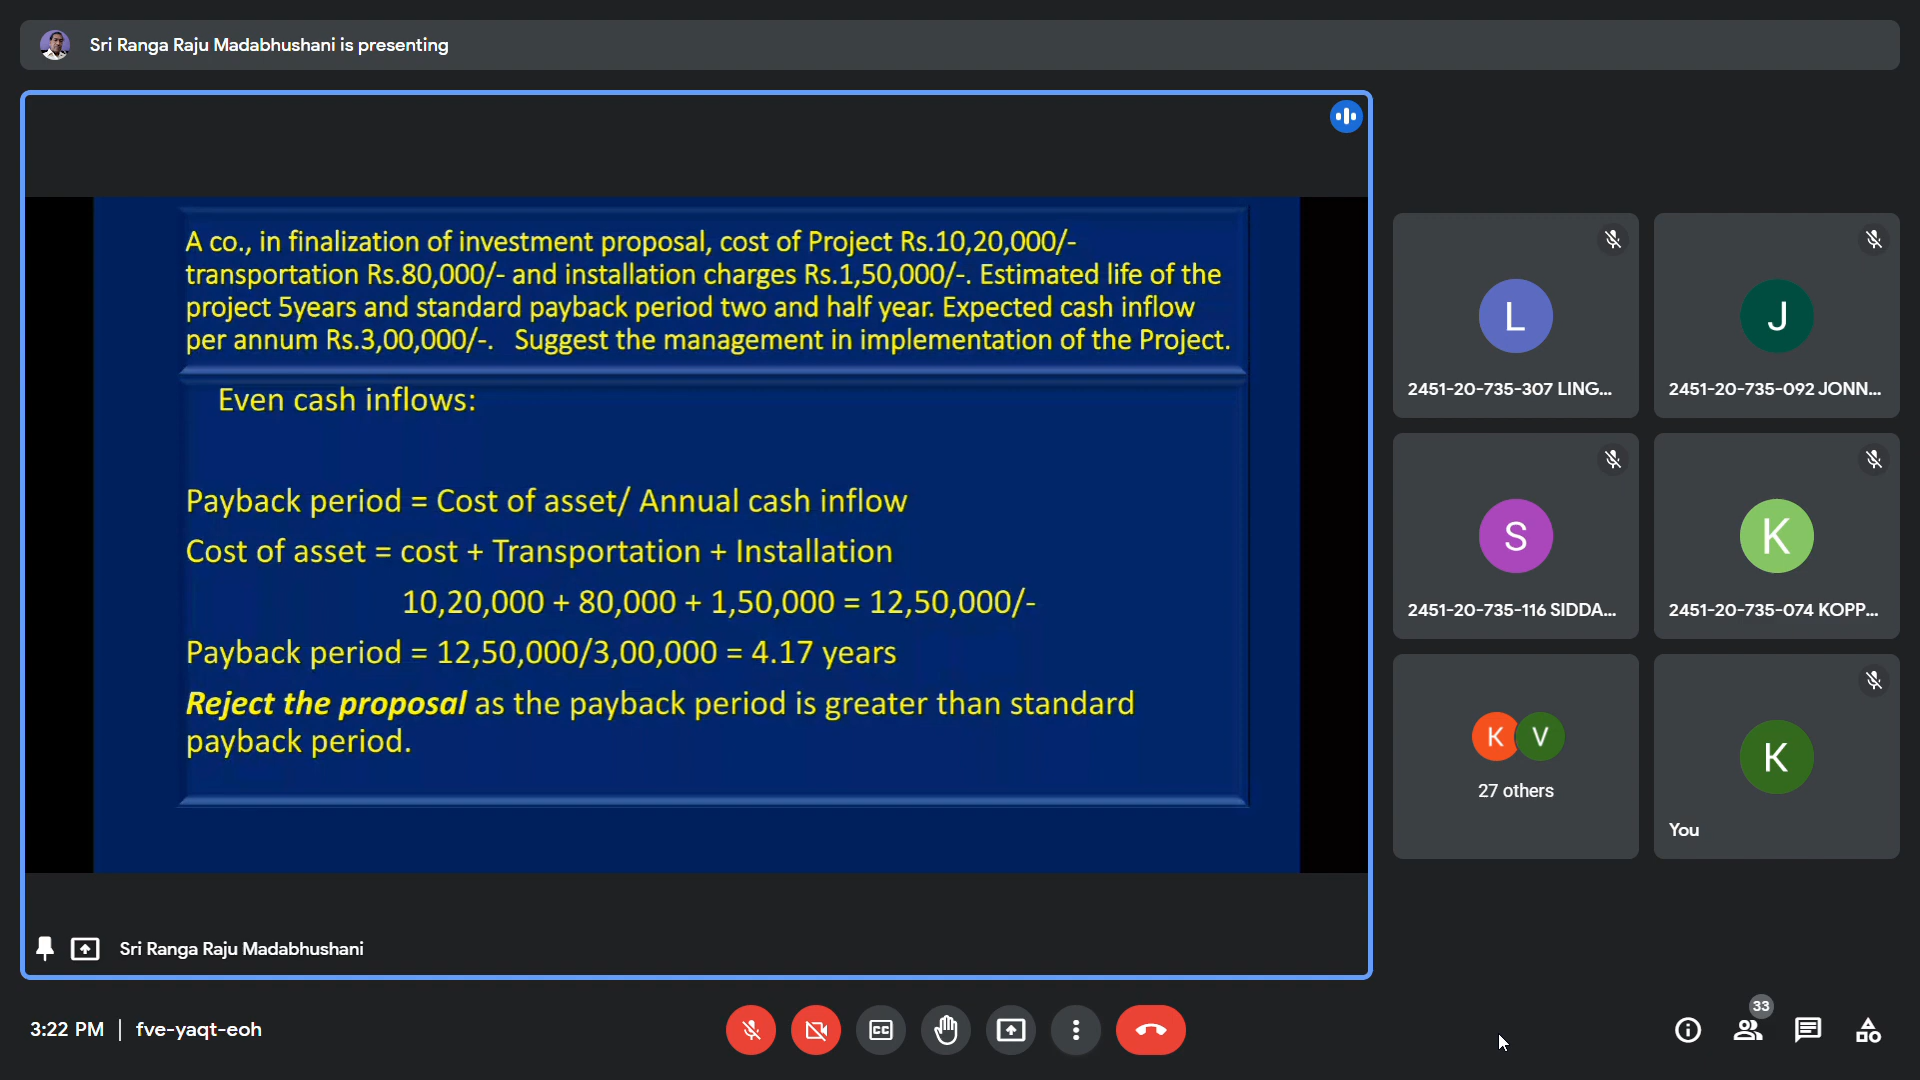 Sri Ranga Raju Madabhushani is presenting
A co., in finalization of investment proposal, cost of Project Rs.10,20,000/-
transportation Rs.80,000/- and installation charges Rs.1,50,000/-. Estimated life of the
project 5years and standard payback period two and half year. Expected cash inflow
per annum Rs.3,00,000/-. Suggest the management in implementation of the Project.
Even cash inflows:
Payback period = Cost of asset/ Annual cash inflow
Cost of asset = cost + Transportation + Installation
10,20,000 + 80,000 + 1,50,000 = 12,50,000/-
Payback period = 12,50,000/3,00,000 = 4.17 years
Reject the proposal as the payback period is greater than standard
payback period.
Sri Ranga Raju Madabhushani
L
2451-20-735-307 LING...
J
2451-20-735-092 JONN...
S
2451-20-735-116 SIDDA...
K
2451-20-735-074 KOPP...
K V
27 others
K
You
3:22 PM | fve-yaqt-eoh
CC
33